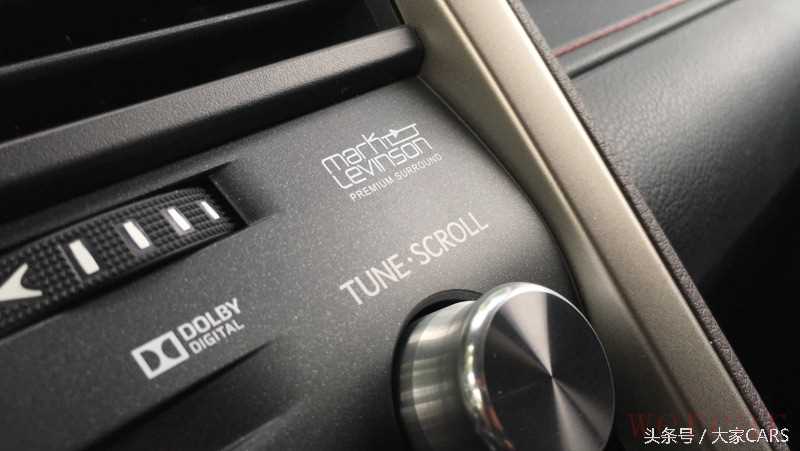 mark
Levinson
PREMIUM SURROUND
TUNE·SCROLL
DOLBY
DIGITAL
头条号 / 大家CARS